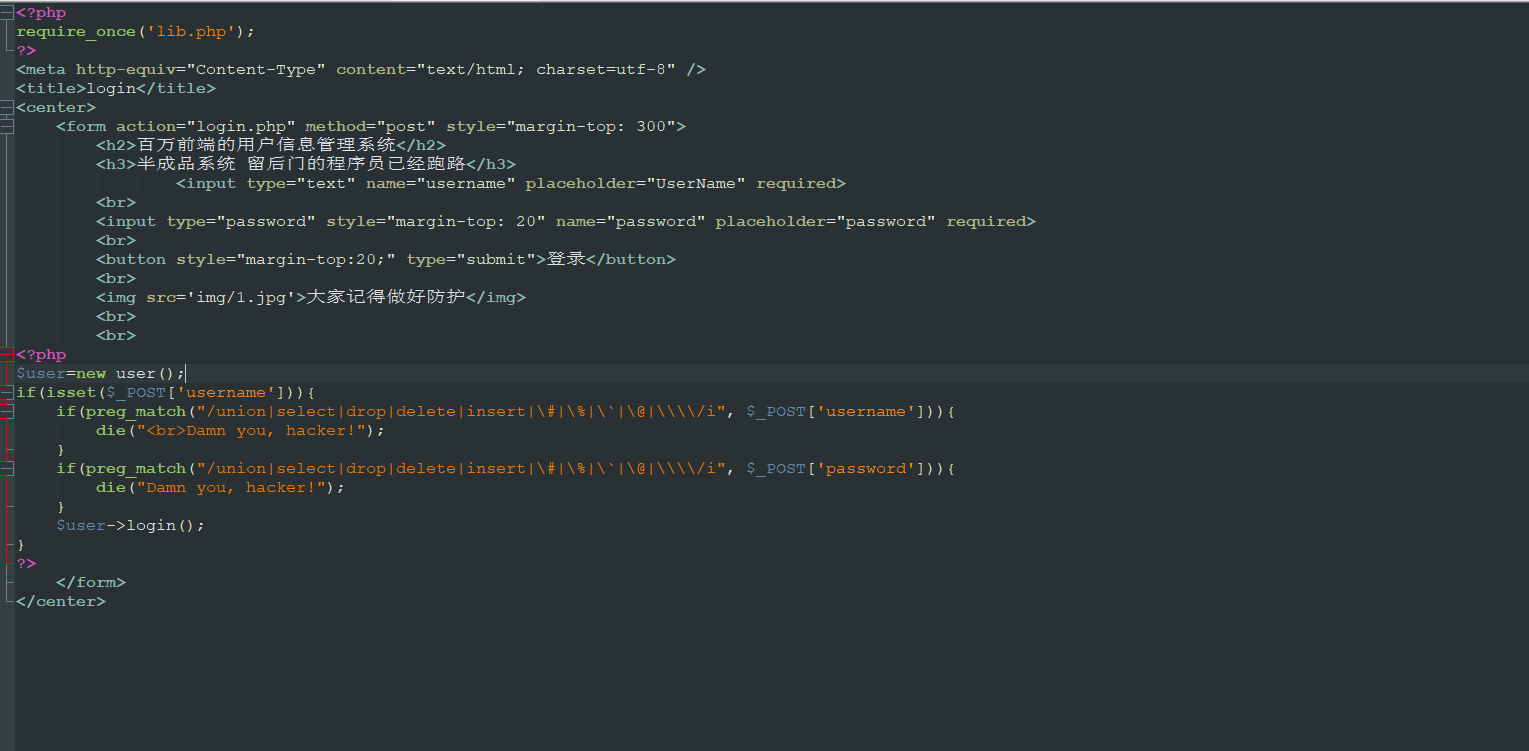 <?php
require_once('lib.php');
?>
<meta http-equiv="Content-Type" content="text/html; charset=utf-8" />
<title>login</title>
<center>
    <form action="login.php" method="post" style="margin-top: 300">
        <h2>百万前端的用户信息管理系统</h2>
        <h3>半成品系统 留后门的程序员已经跑路</h3>
                <input type="text" name="username" placeholder="UserName" required>
        <br>
        <input type="password" style="margin-top: 20" name="password" placeholder="password" required>
        <br>
        <button style="margin-top:20;" type="submit">登录</button>
        <br>
        <img src='img/1.jpg'>大家记得做好防护</img>
        <br>
        <br>
<?php
$user=new user();
if(isset($_POST['username'])){
    if(preg_match("/union|select|drop|delete|insert|\#|\%|\`|\@|\\\\/i", $_POST['username'])){
        die("<br>Damn you, hacker!");
    }
    if(preg_match("/union|select|drop|delete|insert|\#|\%|\`|\@|\\\\/i", $_POST['password'])){
        die("Damn you, hacker!");
    }
    $user->login();
}
?>
    </form>
</center>